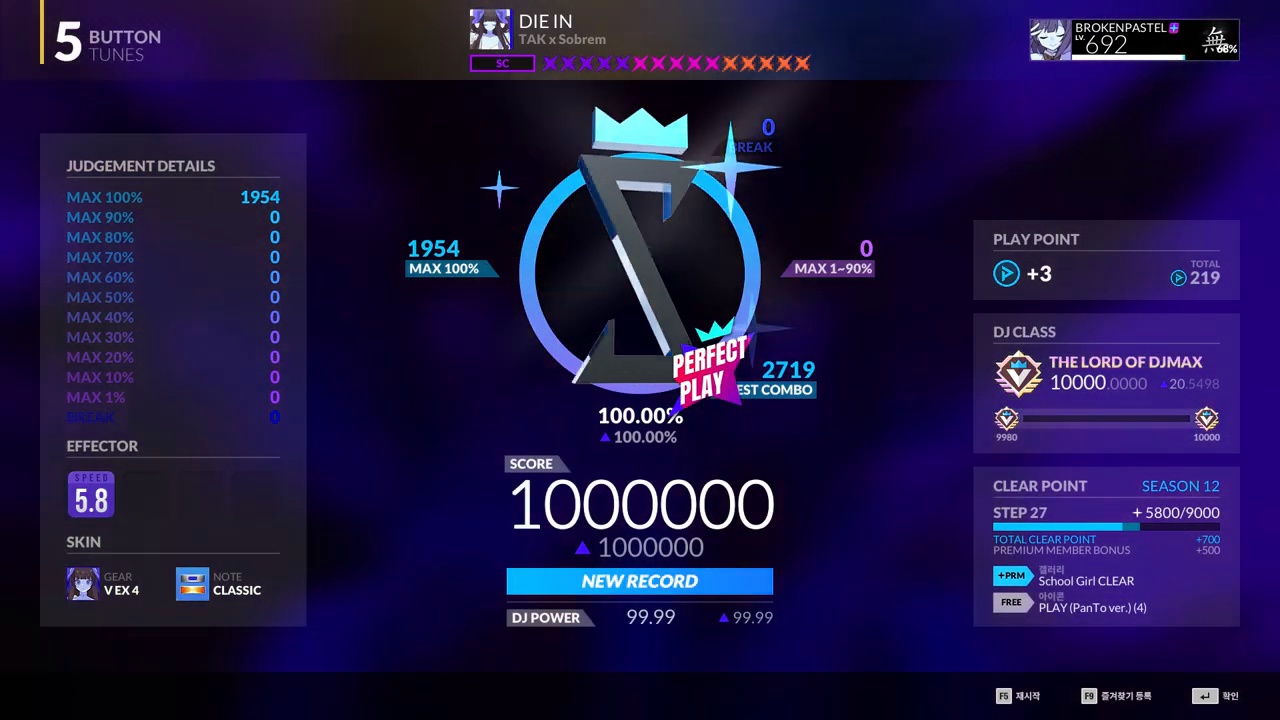 5 BUTTON
TUNES
DIE IN
TAK x Sobrem
SC
BROKENPASTEL
LV. 692
無
68%
JUDGEMENT DETAILS
MAX 100% 1954
MAX 90% 0
MAX 80% 0
MAX 70% 0
MAX 60% 0
MAX 50% 0
MAX 40% 0
MAX 30% 0
MAX 20% 0
MAX 10% 0
MAX 1% 0
BREAK 0
EFFECTOR
SPEED
5.8
SKIN
GEAR
V EX 4
NOTE
CLASSIC
0
BREAK
1954
MAX 100%
0
MAX 1~90%
PERFECT
PLAY
2719
EST COMBO
100.00%
100.00%
SCORE
1000000
1000000
NEW RECORD
DJ POWER 99.99 99.99
PLAY POINT
+3
TOTAL
219
DJ CLASS
THE LORD OF DJMAX
10000.0000 20.5498
9980 10000
CLEAR POINT SEASON 12
STEP 27 + 5800/9000
TOTAL CLEAR POINT +700
PREMIUM MEMBER BONUS +500
+PRM 갤러리
School Girl CLEAR
FREE 아이콘
PLAY (PanTo ver.) (4)
F5 재시작 F9 즐겨찾기 등록 확인